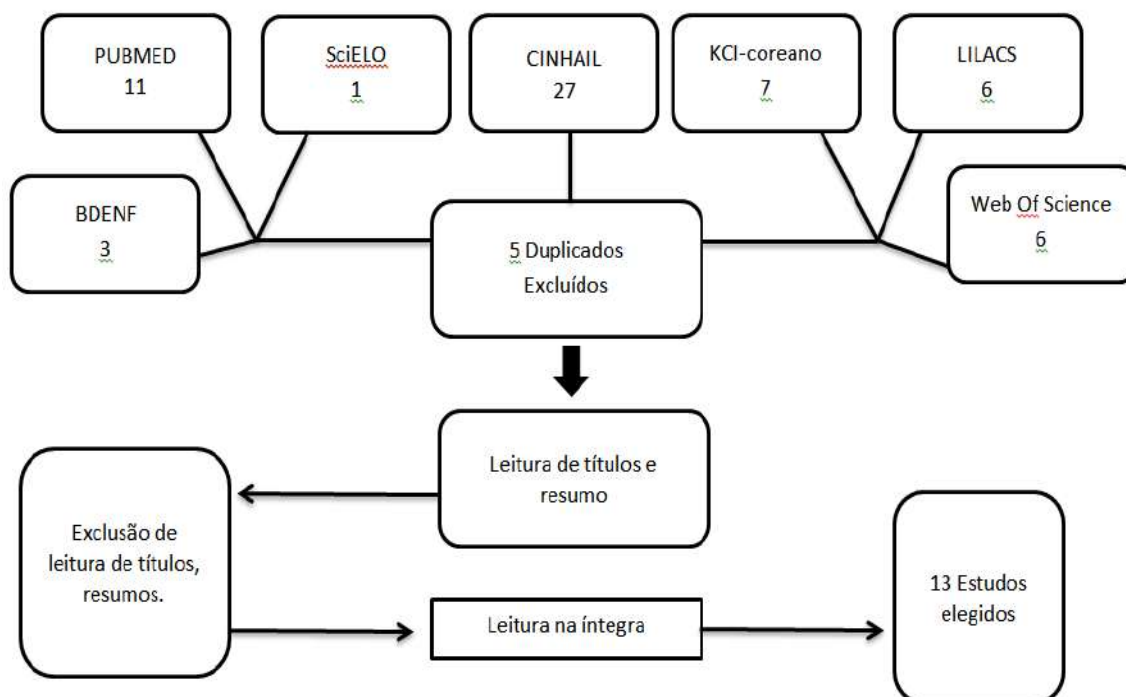 PUBMED
11
SciELO
1
CINHAIL
27
KCI-coreano
7
LILACS
6
BDENF
3
Web Of Science
6
5 Duplicados
Excluídos
Leitura de títulos e
resumo
Exclusão de
leitura de títulos,
resumos.
Leitura na íntegra
13 Estudos
elegidos